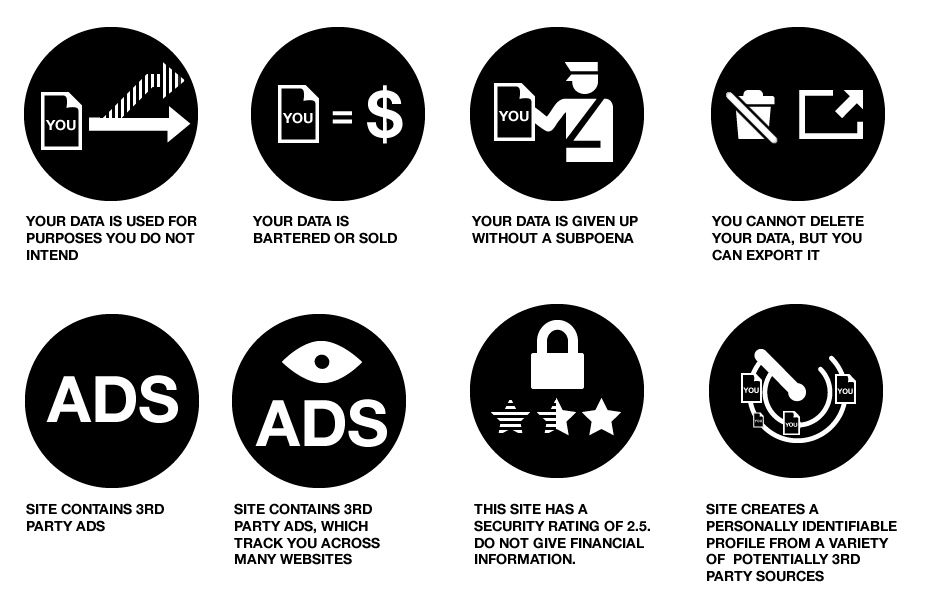 YOU
YOU
=
$
YOU
YOUR DATA IS USED FOR
PURPOSES YOU DO NOT
INTEND
YOUR DATA IS
BARTERED OR SOLD
YOUR DATA IS GIVEN UP
WITHOUT A SUBPOENA
YOU CANNOT DELETE
YOUR DATA, BUT YOU
CAN EXPORT IT
ADS
ADS
YOU
YOU
YOU
YOU
SITE CONTAINS 3RD
PARTY ADS
SITE CONTAINS 3RD
PARTY ADS, WHICH
TRACK YOU ACROSS
MANY WEBSITES
THIS SITE HAS A
SECURITY RATING OF 2.5.
DO NOT GIVE FINANCIAL
INFORMATION.
SITE CREATES A
PERSONALLY IDENTIFIABLE
PROFILE FROM A VARIETY
OF  POTENTIALLY 3RD
PARTY SOURCES